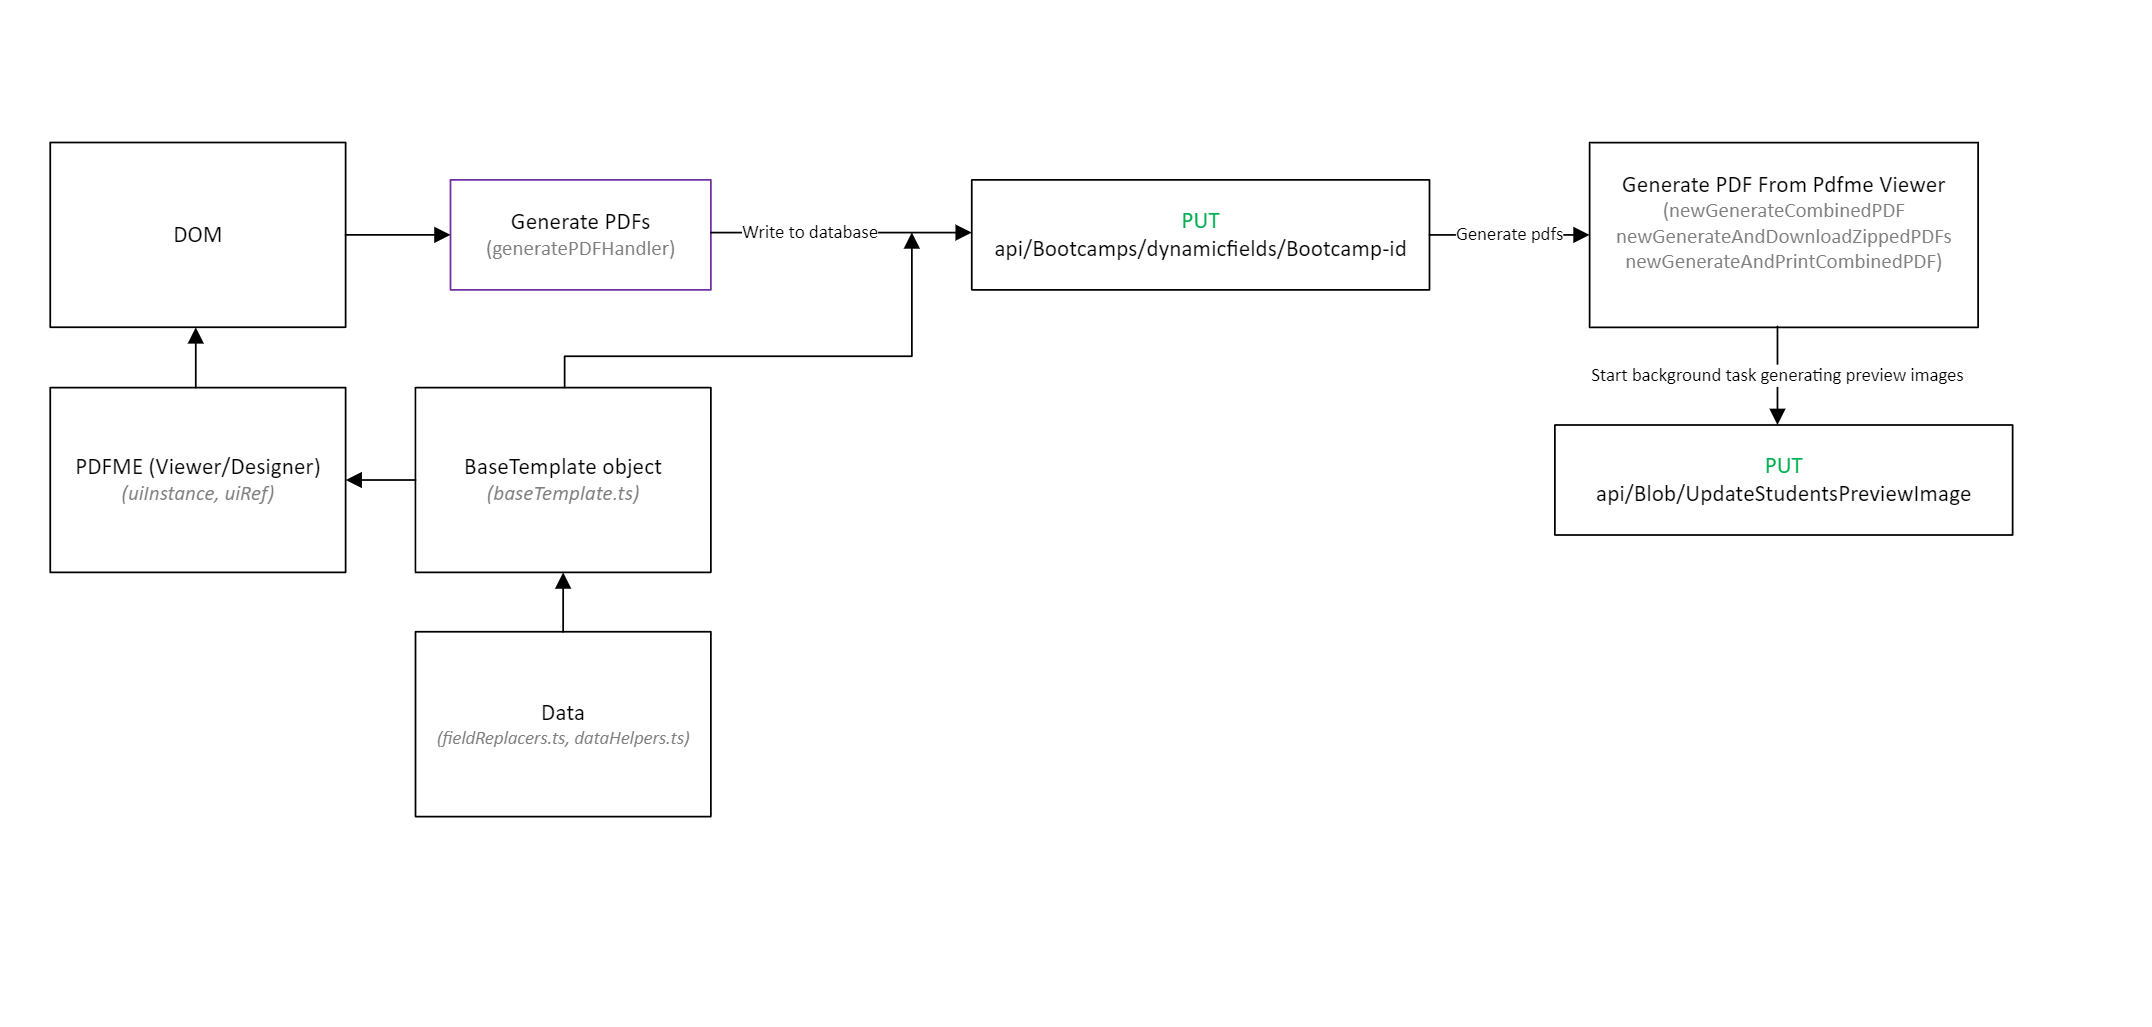 DOM
Generate PDFs
(generatePDFHandler)
Write to database
PUT
api/Bootcamps/dynamicfields/Bootcamp-id
Generate pdfs
Generate PDF From Pdfme Viewer
(newGenerateCombinedPDF
newGenerateAndDownloadZippedPDFs
newGenerateAndPrintCombinedPDF)
Start background task generating preview images
PDFME (Viewer/Designer)
(uiInstance, uiRef)
BaseTemplate object
(baseTemplate.ts)
PUT
api/Blob/UpdateStudentsPreviewImage
Data
(fieldReplacers.ts, dataHelpers.ts)